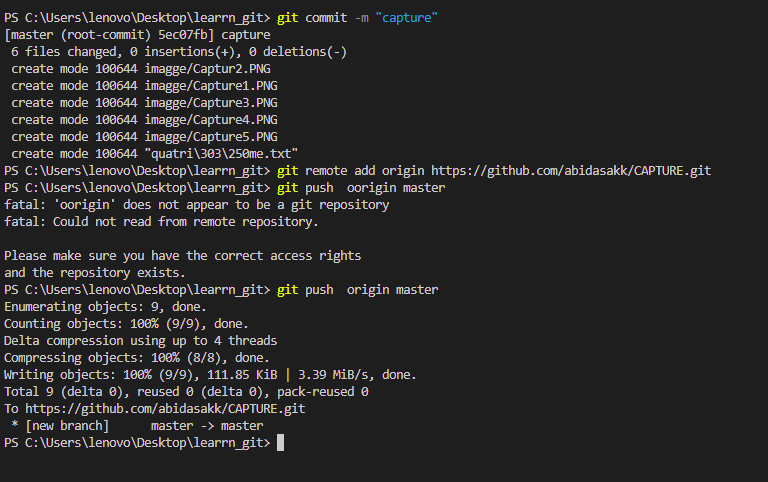 PS C:\Users\lenovo\Desktop\learrn_git> git commit -m "capture"
[master (root-commit) 5ec07fb] capture
 6 files changed, 0 insertions(+), 0 deletions(-)
 create mode 100644 imagge/Captur2.PNG
 create mode 100644 imagge/Capture1.PNG
 create mode 100644 imagge/Capture3.PNG
 create mode 100644 imagge/Capture4.PNG
 create mode 100644 imagge/Capture5.PNG
 create mode 100644 "quatri\303\250me.txt"
PS C:\Users\lenovo\Desktop\learrn_git> git remote add origin https://github.com/abidasakk/CAPTURE.git
PS C:\Users\lenovo\Desktop\learrn_git> git push  oorigin master
fatal: 'oorigin' does not appear to be a git repository
fatal: Could not read from remote repository.

Please make sure you have the correct access rights
and the repository exists.
PS C:\Users\lenovo\Desktop\learrn_git> git push  origin master
Enumerating objects: 9, done.
Counting objects: 100% (9/9), done.
Delta compression using up to 4 threads
Compressing objects: 100% (8/8), done.
Writing objects: 100% (9/9), 111.85 KiB | 3.39 MiB/s, done.
Total 9 (delta 0), reused 0 (delta 0), pack-reused 0
To https://github.com/abidasakk/CAPTURE.git
 * [new branch]      master -> master
PS C:\Users\lenovo\Desktop\learrn_git>